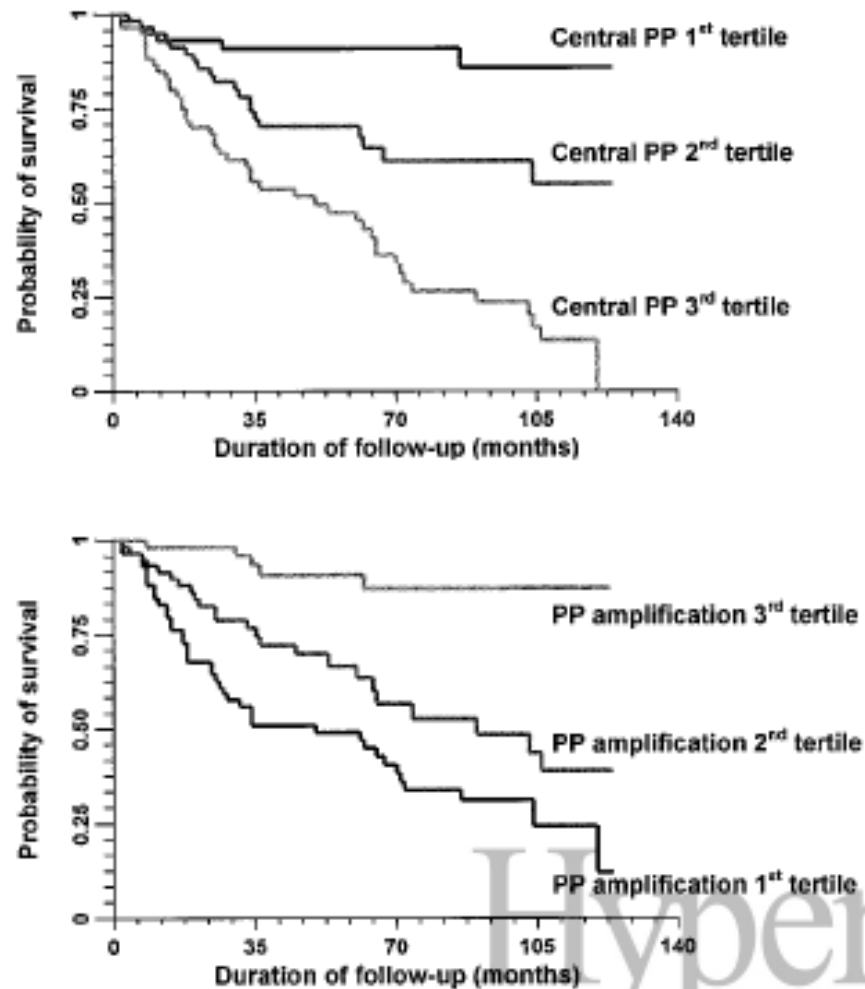 1
0.75
0.50
0.25
0
Probability of survival
Central PP 1st tertile
Central PP 2nd tertile
Central PP 3rd tertile
0 35 70 105 140
Duration of follow-up (months)
1
0.75
0.50
0.25
0
Probability of survival
PP amplification 3rd tertile
PP amplification 2nd tertile
PP amplification 1st tertile
0 35 70 105 140
Duration of follow-up (months)
Hyper